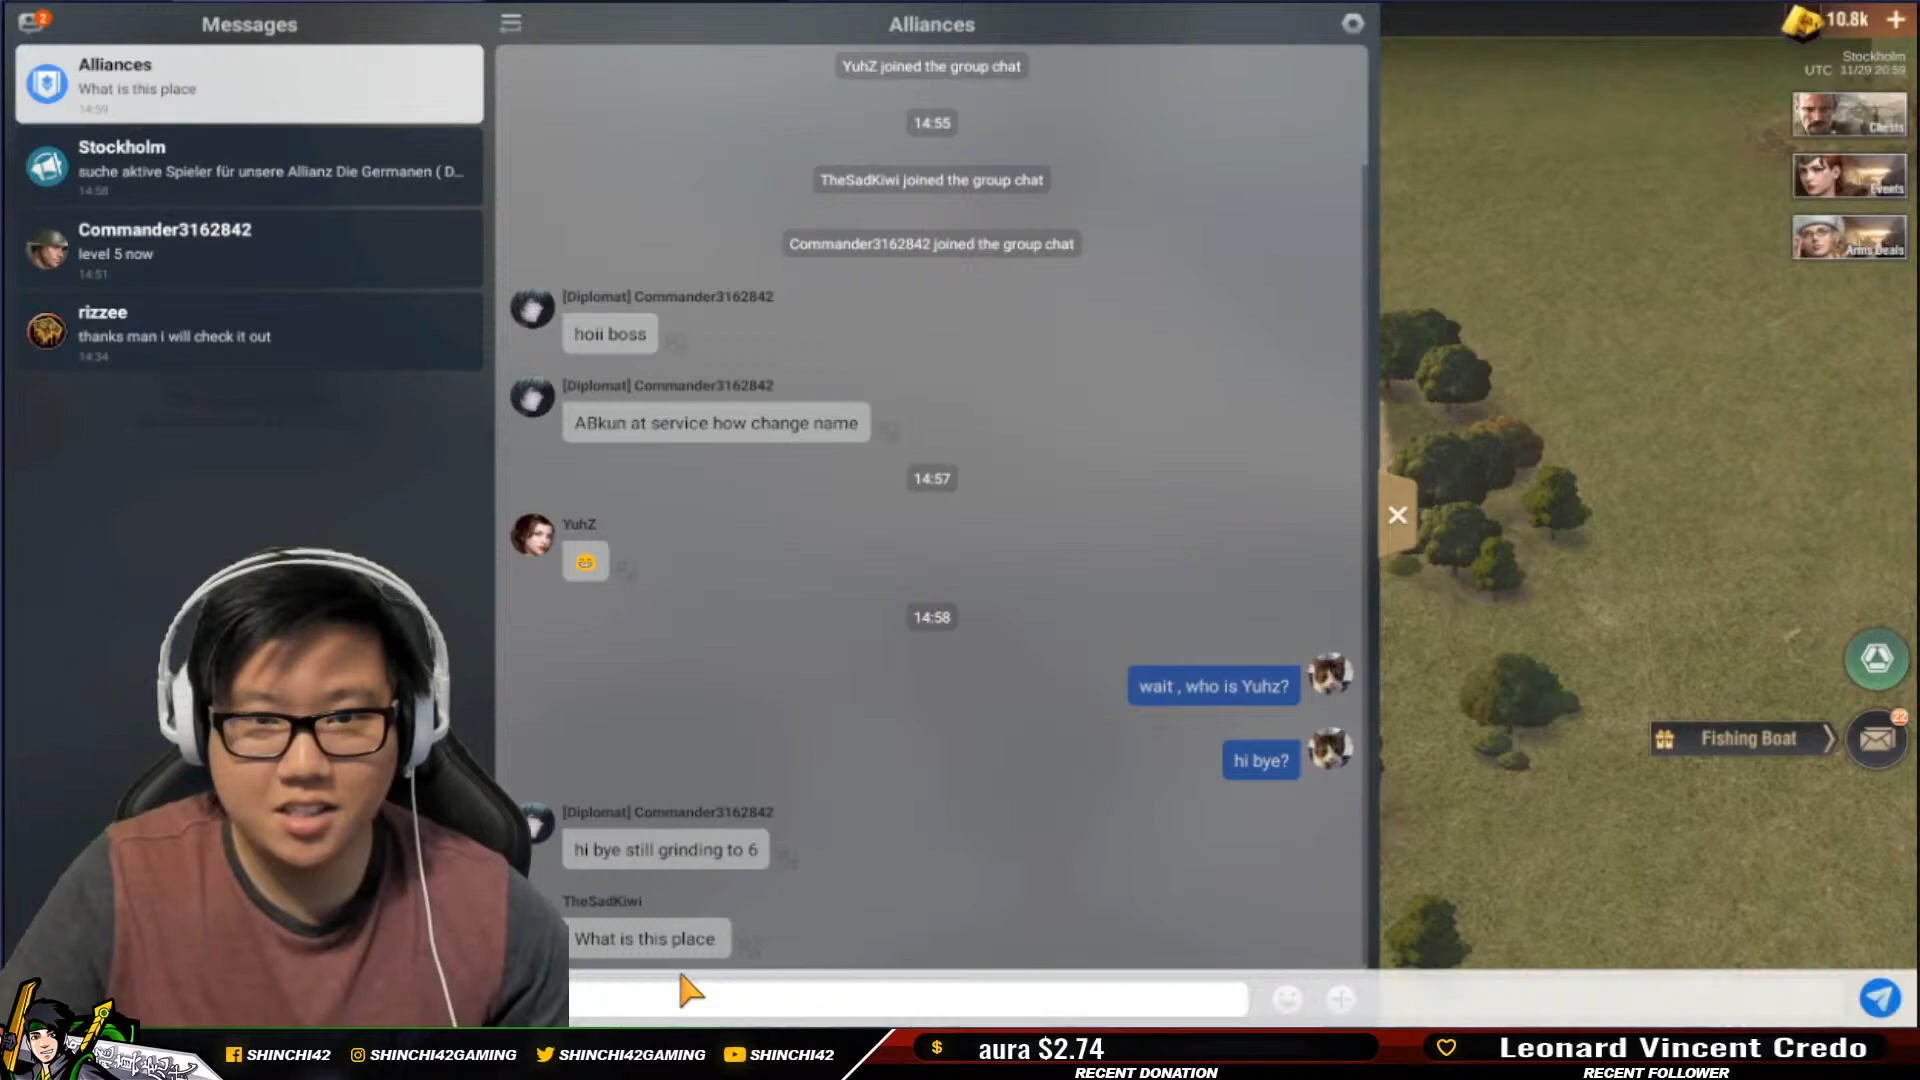 2
Messages
Alliances
What is this place
14:59
Stockholm
suche aktive Spieler für unsere Allianz Die Germanen ( D...
14:58
Commander3162842
level 5 now
14:51
rizzee
thanks man i will check it out
14:34
Alliances
YuhZ joined the group chat
14:55
TheSadKiwi joined the group chat
Commander3162842 joined the group chat
[Diplomat] Commander3162842
hoii boss
[Diplomat] Commander3162842
ABkun at service how change name
14:57
YuhZ
14:58
wait , who is Yuhz?
hi bye?
[Diplomat] Commander3162842
hi bye still grinding to 6
TheSadKiwi
What is this place
10.8k
Stockholm
UTC 11/29 20:59
Chests
Events
Arms Deals
Fishing Boat
22
SHINCHI42
SHINCHI42GAMING
SHINCHI42GAMING
SHINCHI42
$ aura $2.74
RECENT DONATION
Leonard Vincent Credo
RECENT FOLLOWER